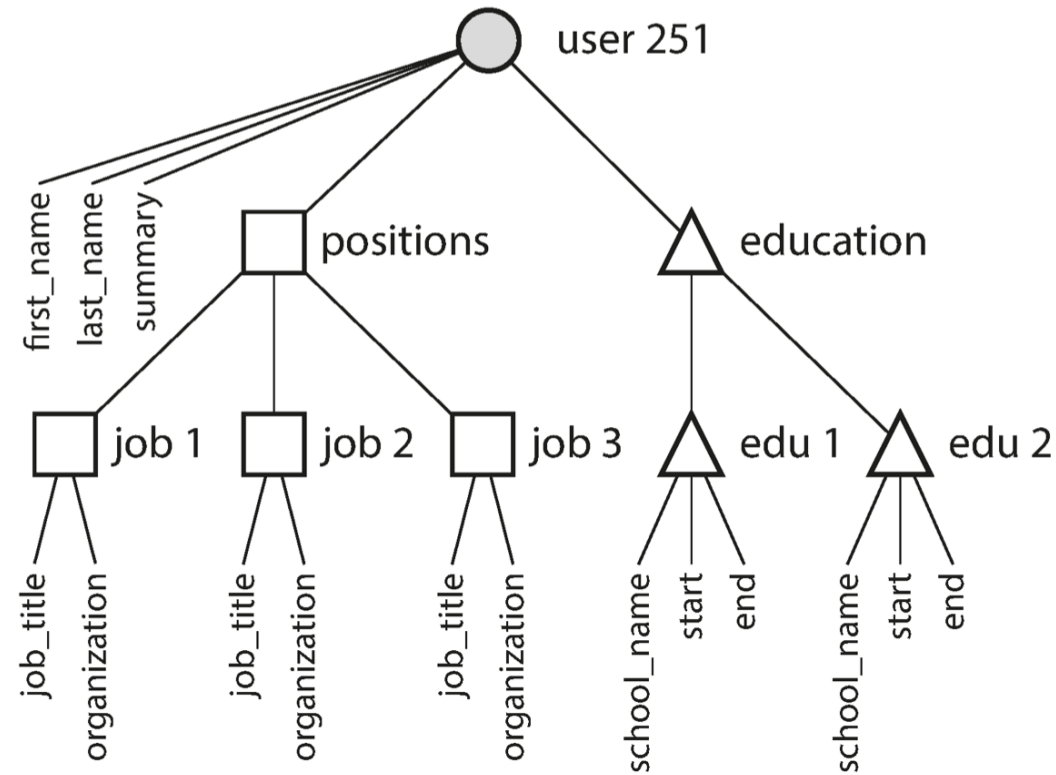 user 251
first_name
last_name
summary
positions
education
job 1
job 2
job 3
edu 1
edu 2
job_title
organization
job_title
organization
job_title
organization
school_name
start
end
school_name
start
end